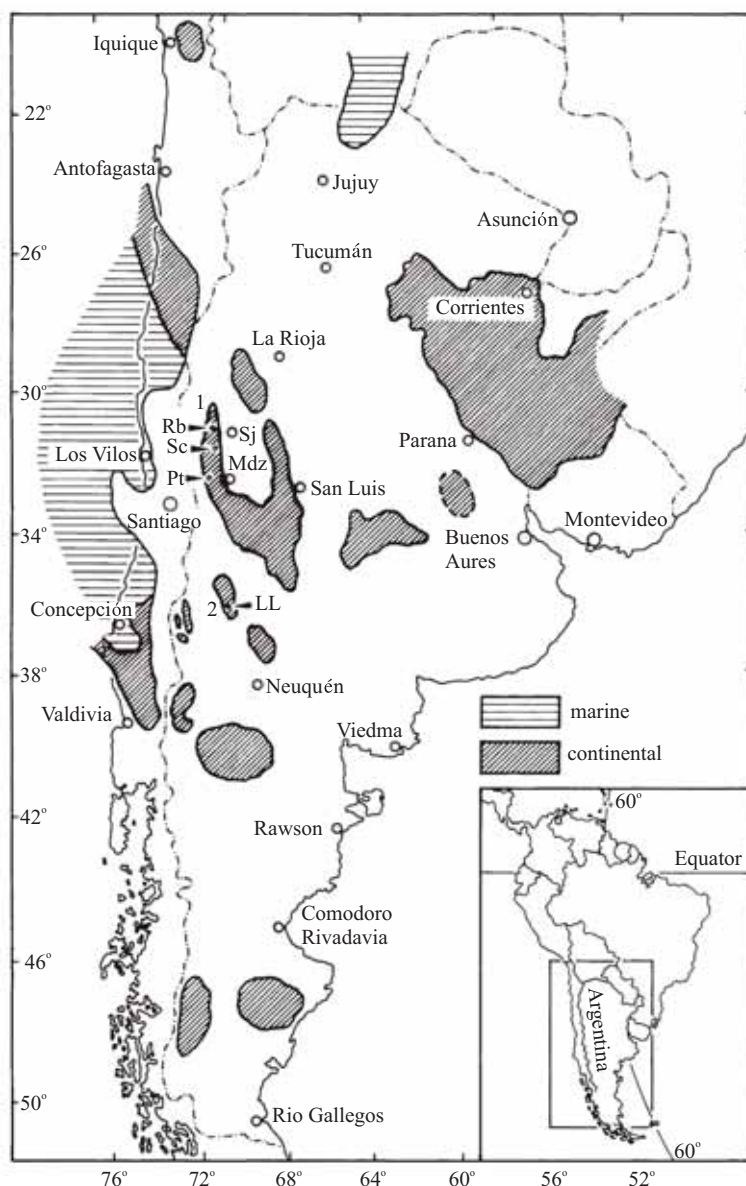 Iquique
22°
Antofagasta
Jujuy
Asunción
26°
Tucumán
Corrientes
La Rioja
30°
1
Rb
Sj
Sc
Parana
Los Vilos
Mdz
Pt
San Luis
Santiago
34°
Montevideo
Buenos
Aures
Concepción
2
LL
38°
Neuquén
marine
Valdivia
Viedma
continental
42°
Rawson
60°
Equator
Comodoro
Rivadavia
46°
Argentina
50°
Rio Gallegos
60°
76°
72°
68°
64°
60°
56°
52°